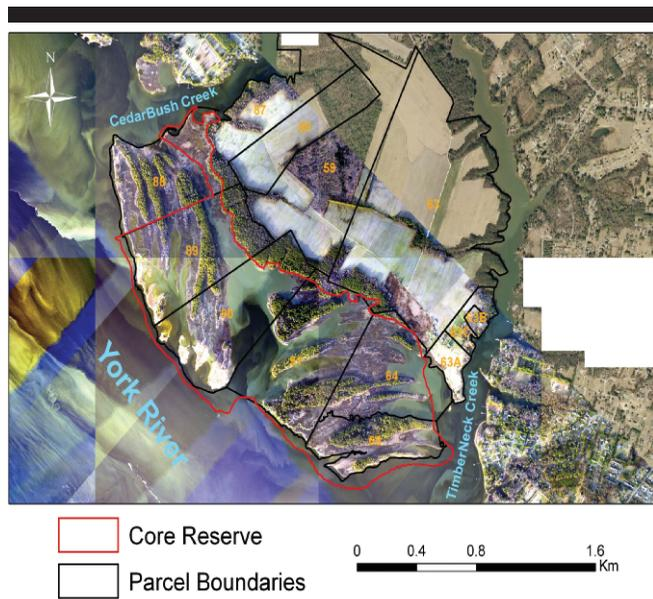 N
CedarBush Creek
87
88
59
63
89
64
63A
York River
TimberNeck Creek
Core Reserve
Parcel Boundaries
0 0.4 0.8 1.6
Km